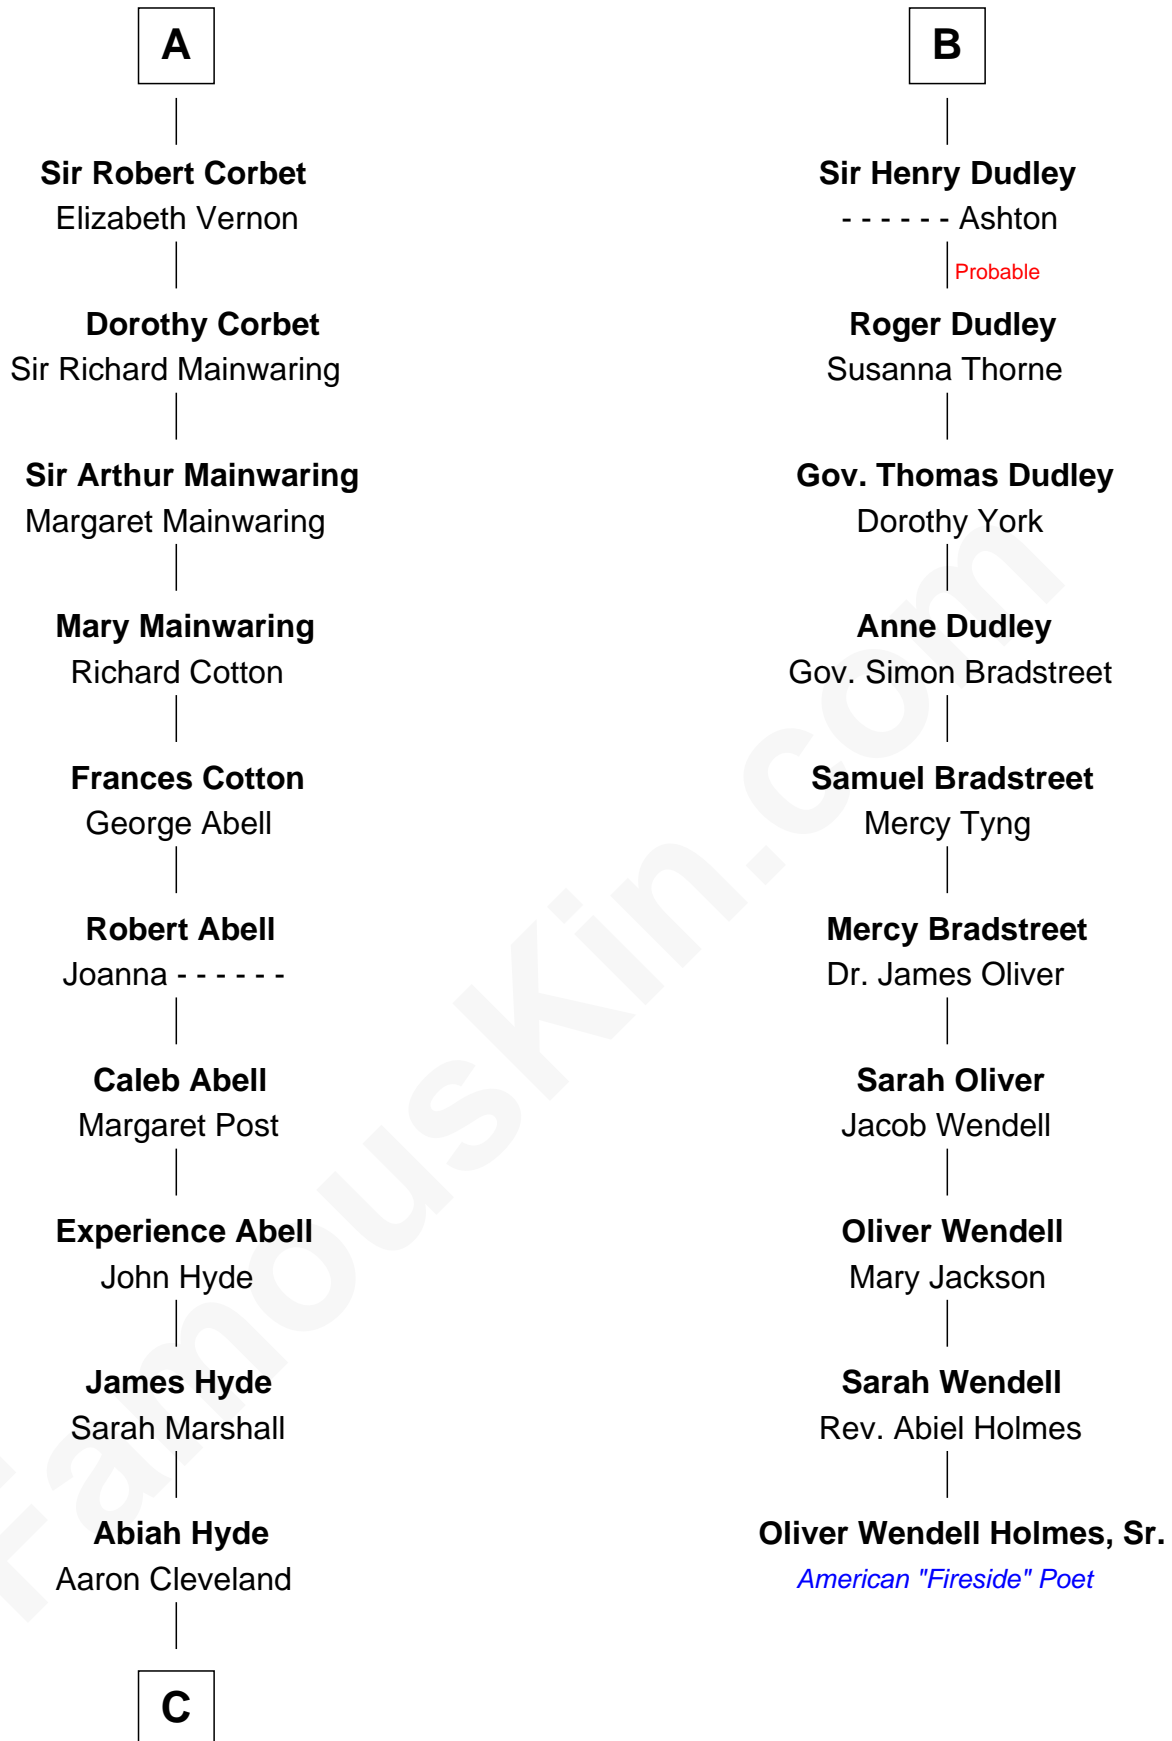 A
Sir Robert Corbet
Elizabeth Vernon
Dorothy Corbet
Sir Richard Mainwaring
Sir Arthur Mainwaring
Margaret Mainwaring
Mary Mainwaring
Richard Cotton
Frances Cotton
George Abell
Robert Abell
Joanna - - - - - -
Caleb Abell
Margaret Post
Experience Abell
John Hyde
James Hyde
Sarah Marshall
Abiah Hyde
Aaron Cleveland
C
B
Sir Henry Dudley
- - - - - - Ashton
Probable
Roger Dudley
Susanna Thorne
Gov. Thomas Dudley
Dorothy York
Anne Dudley
Gov. Simon Bradstreet
Samuel Bradstreet
Mercy Tyng
Mercy Bradstreet
Dr. James Oliver
Sarah Oliver
Jacob Wendell
Oliver Wendell
Mary Jackson
Sarah Wendell
Rev. Abiel Holmes
Oliver Wendell Holmes, Sr.
American "Fireside" Poet
FamousKin.com